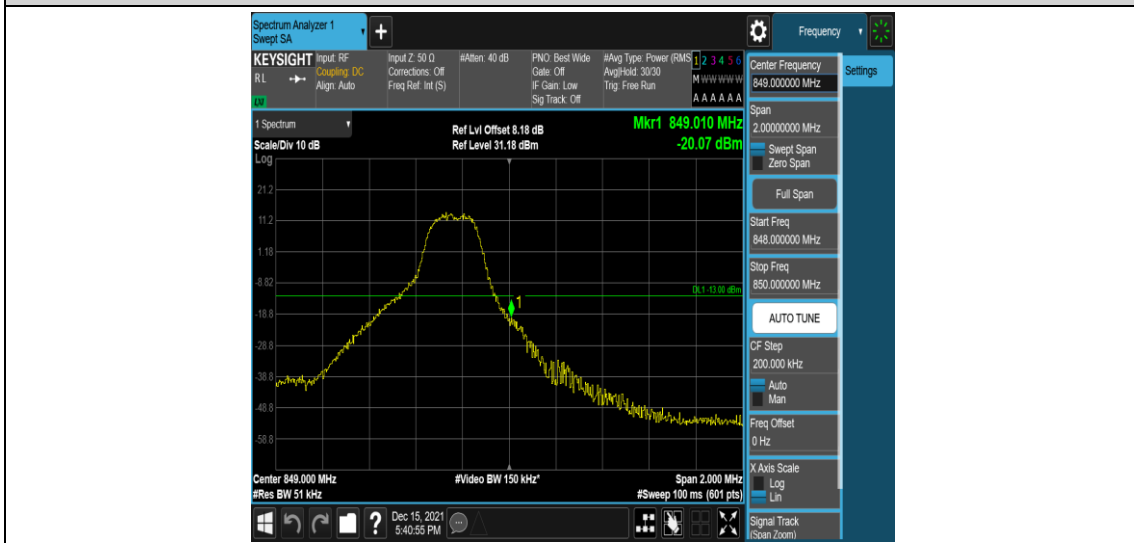 Spectrum Analyzer 1
Swept SA
+
Frequency
KEYSIGHT
RL
LXI
Input: RF
Coupling: DC
Align: Auto
Input Z: 50 Ω
Corrections: Off
Freq Ref: Int (S)
#Atten: 40 dB
PNO: Best Wide
Gate: Off
IF Gain: Low
Sig Track: Off
#Avg Type: Power (RMS
Avg|Hold: 30/30
Trig: Free Run
1 2 3 4 5 6
M W W W W W
A A A A A A
1 Spectrum
Scale/Div 10 dB
Log
Ref Lvl Offset 8.18 dB
Ref Level 31.18 dBm
Mkr1 849.010 MHz
-20.07 dBm
21.2
11.2
1.18
-8.82
-18.8
-28.8
-38.8
-48.8
-58.8
DL1 -13.00 dBm
1
Center 849.000 MHz
#Res BW 51 kHz
#Video BW 150 kHz*
Span 2.000 MHz
#Sweep 100 ms (601 pts)
?
Dec 15, 2021
5:40:55 PM
Center Frequency
849.000000 MHz
Settings
Span
2.00000000 MHz
Swept Span
Zero Span
Full Span
Start Freq
848.000000 MHz
Stop Freq
850.000000 MHz
AUTO TUNE
CF Step
200.000 kHz
Auto
Man
Freq Offset
0 Hz
X Axis Scale
Log
Lin
Signal Track
(Span Zoom)